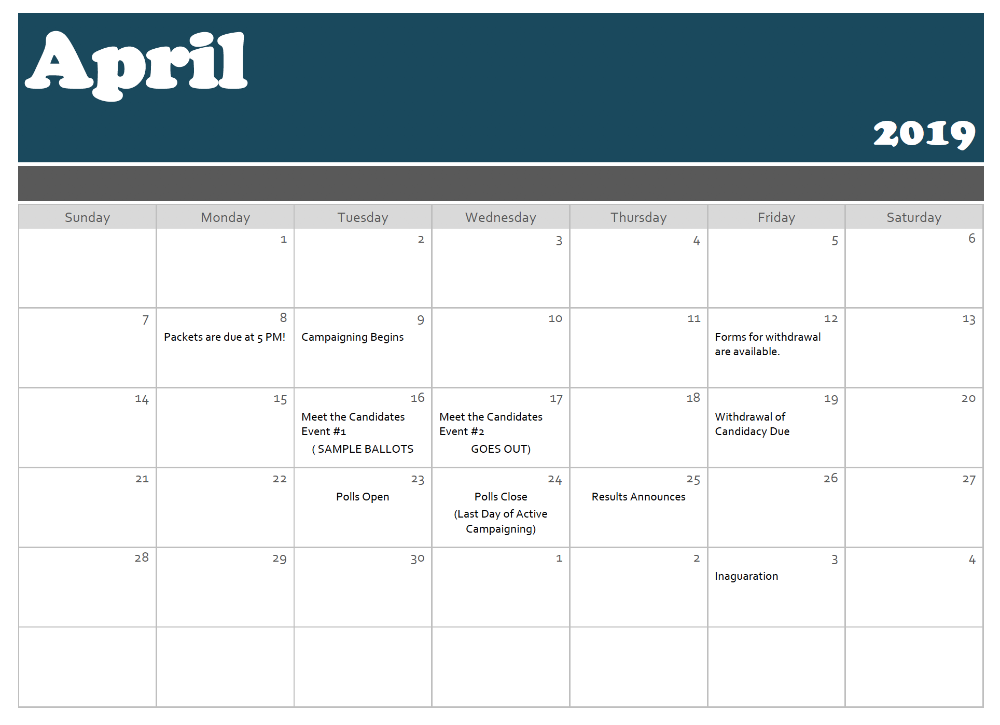 April
2019
Sunday Monday Tuesday Wednesday Thursday Friday Saturday
1 2 3 4 5 6
7 8 9 10 11 12 13
Packets are due at 5 PM! Campaigning Begins Forms for withdrawal
are available.
14 15 16 17 18 19 20
Meet the Candidates Meet the Candidates Withdrawal of
Event #1 Event #2 Candidacy Due
( SAMPLE BALLOTS GOES OUT)
21 22 23 24 25 26 27
Polls Open Polls Close Results Announces
(Last Day of Active
Campaigning)
28 29 30 1 2 3 4
Inaguaration